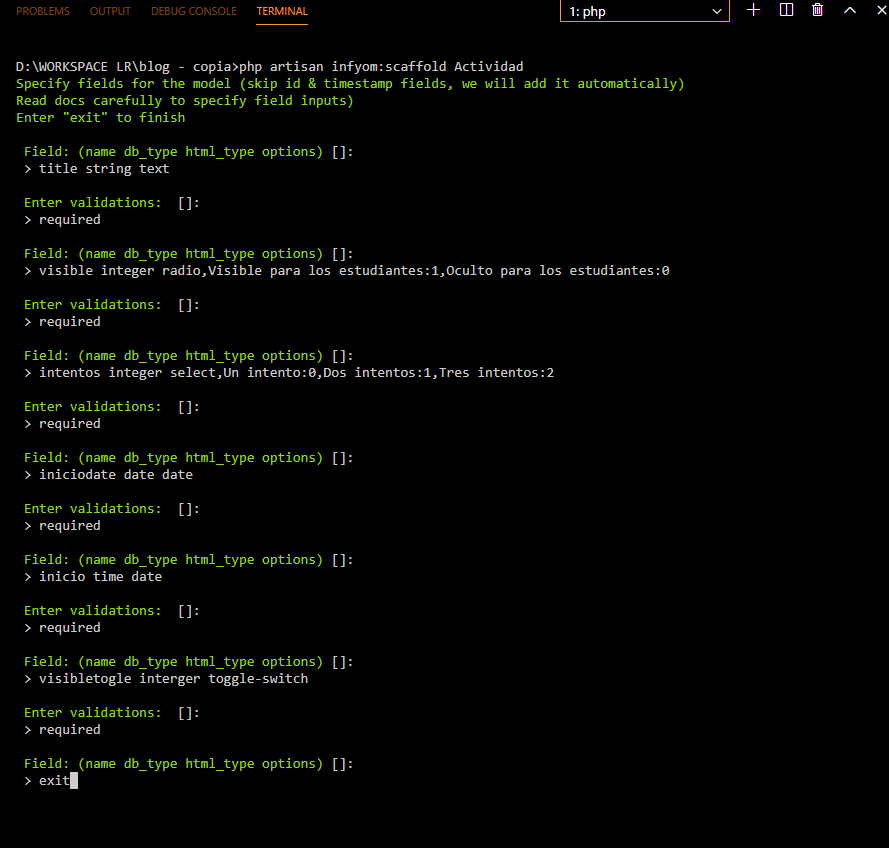 PROBLEMS OUTPUT DEBUG CONSOLE TERMINAL 1: php
D:\WORKSPACE LR\blog - copia>php artisan infyom:scaffold Actividad
Specify fields for the model (skip id & timestamp fields, we will add it automatically)
Read docs carefully to specify field inputs)
Enter "exit" to finish
Field: (name db_type html_type options) []:
> title string text
Enter validations:  []:
> required
Field: (name db_type html_type options) []:
> visible integer radio,Visible para los estudiantes:1,Oculto para los estudiantes:0
Enter validations:  []:
> required
Field: (name db_type html_type options) []:
> intentos integer select,Un intento:0,Dos intentos:1,Tres intentos:2
Enter validations:  []:
> required
Field: (name db_type html_type options) []:
> iniciodate date date
Enter validations:  []:
> required
Field: (name db_type html_type options) []:
> inicio time date
Enter validations:  []:
> required
Field: (name db_type html_type options) []:
> visibletogle interger toggle-switch
Enter validations:  []:
> required
Field: (name db_type html_type options) []:
> exit